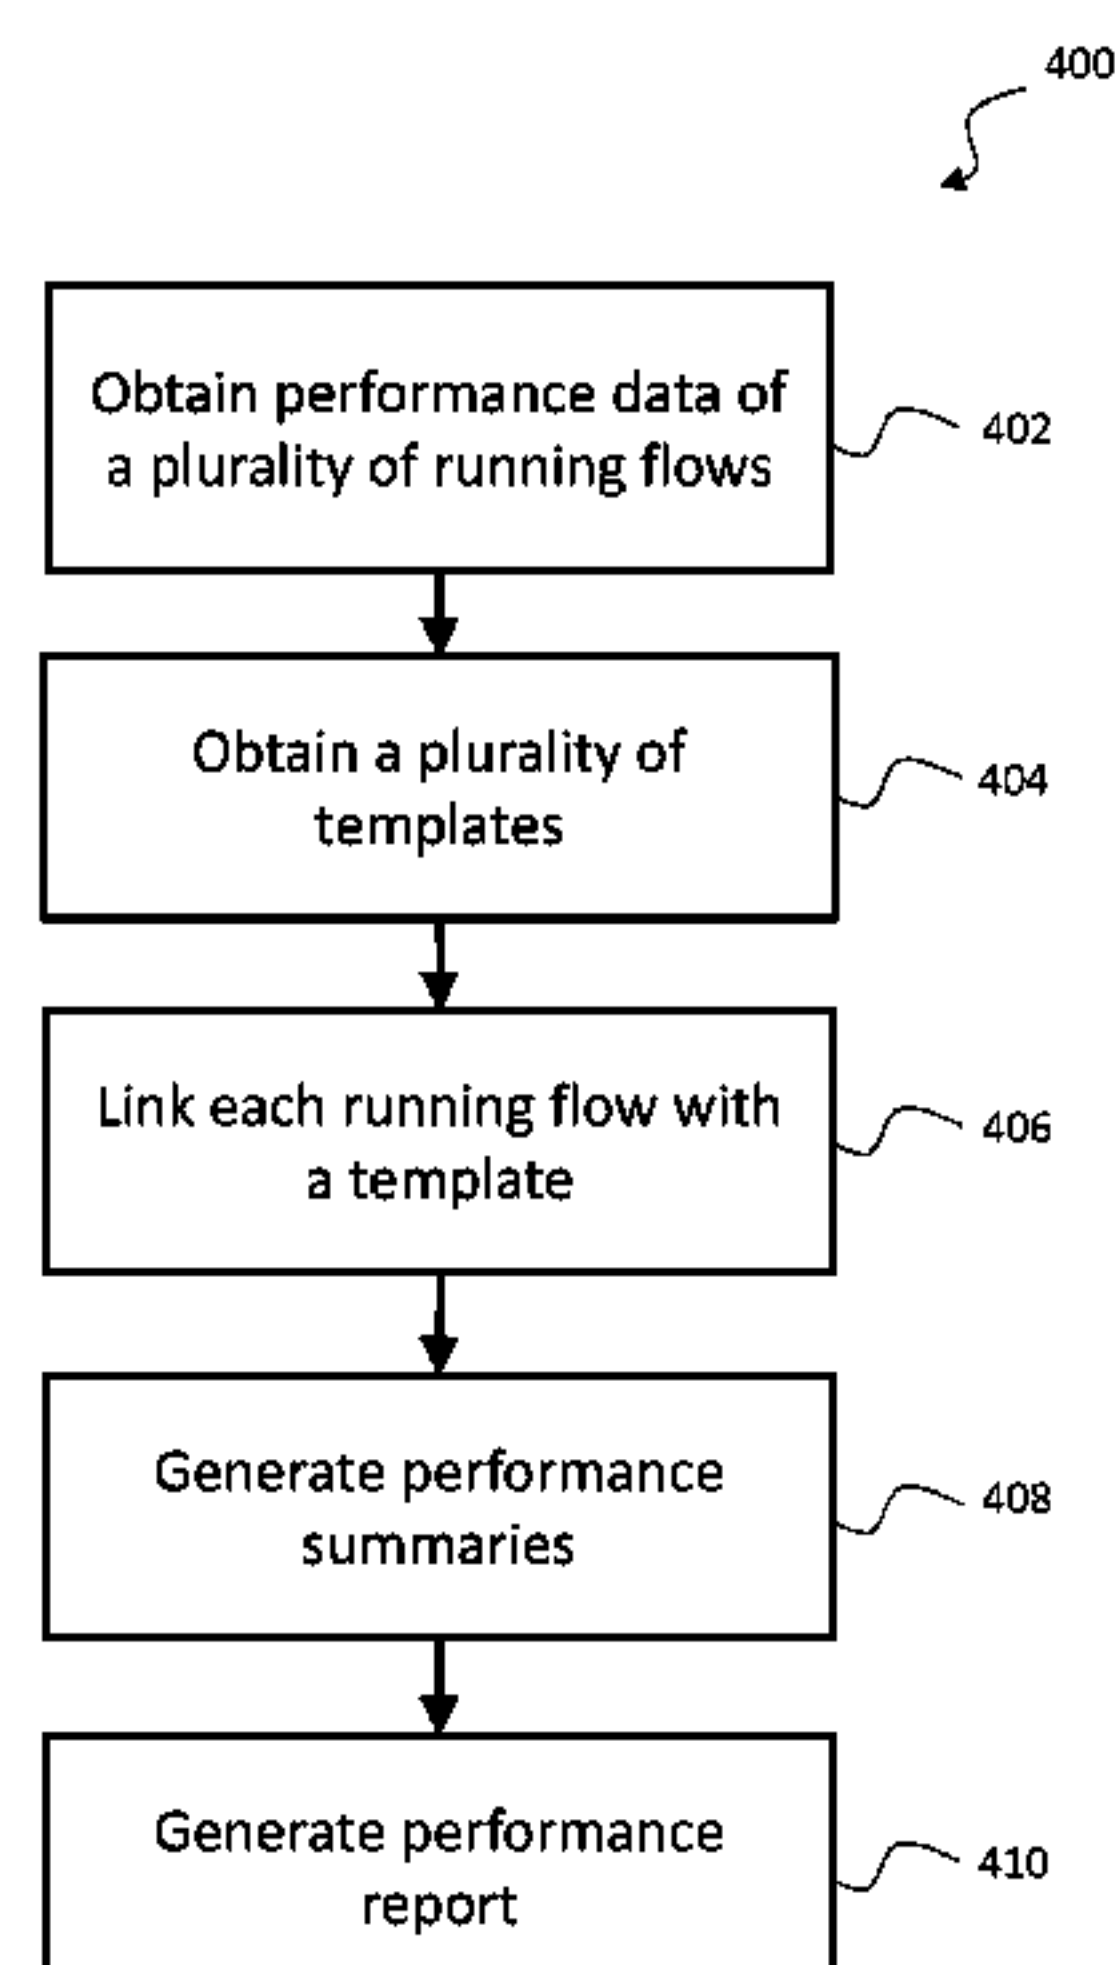 400
Obtain performance data of
a plurality of running flows
402
Obtain a plurality of
templates
404
Link each running flow with
a template
406
Generate performance
summaries
408
Generate performance
report
410